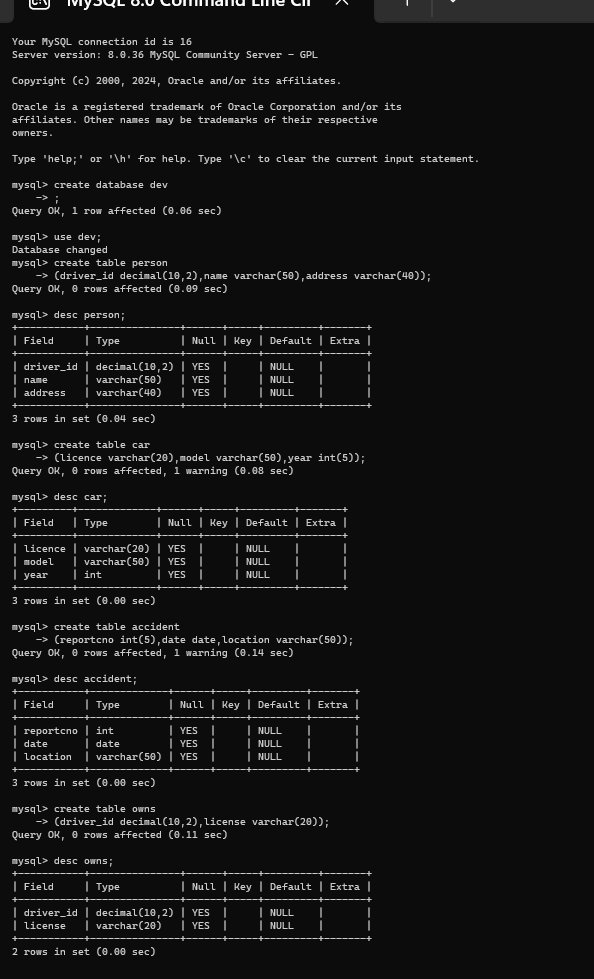 MySQL 8.0 Command Line Cli
Your MySQL connection id is 16
Server version: 8.0.36 MySQL Community Server - GPL
Copyright (c) 2000, 2024, Oracle and/or its affiliates.
Oracle is a registered trademark of Oracle Corporation and/or its
affiliates. Other names may be trademarks of their respective
owners.
Type 'help;' or '\h' for help. Type '\c' to clear the current input statement.
mysql> create database dev
    -> ;
Query OK, 1 row affected (0.06 sec)
mysql> use dev;
Database changed
mysql> create table person
    -> (driver_id decimal(10,2),name varchar(50),address varchar(40));
Query OK, 0 rows affected (0.09 sec)
mysql> desc person;
+-----------+---------------+------+-----+---------+-------+
| Field     | Type          | Null | Key | Default | Extra |
+-----------+---------------+------+-----+---------+-------+
| driver_id | decimal(10,2) | YES  |     | NULL    |       |
| name      | varchar(50)   | YES  |     | NULL    |       |
| address   | varchar(40)   | YES  |     | NULL    |       |
+-----------+---------------+------+-----+---------+-------+
3 rows in set (0.04 sec)
mysql> create table car
    -> (licence varchar(20),model varchar(50),year int(5));
Query OK, 0 rows affected, 1 warning (0.08 sec)
mysql> desc car;
+---------+-------------+------+-----+---------+-------+
| Field   | Type        | Null | Key | Default | Extra |
+---------+-------------+------+-----+---------+-------+
| licence | varchar(20) | YES  |     | NULL    |       |
| model   | varchar(50) | YES  |     | NULL    |       |
| year    | int         | YES  |     | NULL    |       |
+---------+-------------+------+-----+---------+-------+
3 rows in set (0.00 sec)
mysql> create table accident
    -> (reportcno int(5),date date,location varchar(50));
Query OK, 0 rows affected, 1 warning (0.14 sec)
mysql> desc accident;
+-----------+-------------+------+-----+---------+-------+
| Field     | Type        | Null | Key | Default | Extra |
+-----------+-------------+------+-----+---------+-------+
| reportcno | int         | YES  |     | NULL    |       |
| date      | date        | YES  |     | NULL    |       |
| location  | varchar(50) | YES  |     | NULL    |       |
+-----------+-------------+------+-----+---------+-------+
3 rows in set (0.00 sec)
mysql> create table owns
    -> (driver_id decimal(10,2),license varchar(20));
Query OK, 0 rows affected (0.11 sec)
mysql> desc owns;
+-----------+---------------+------+-----+---------+-------+
| Field     | Type          | Null | Key | Default | Extra |
+-----------+---------------+------+-----+---------+-------+
| driver_id | decimal(10,2) | YES  |     | NULL    |       |
| license   | varchar(20)   | YES  |     | NULL    |       |
+-----------+---------------+------+-----+---------+-------+
2 rows in set (0.00 sec)